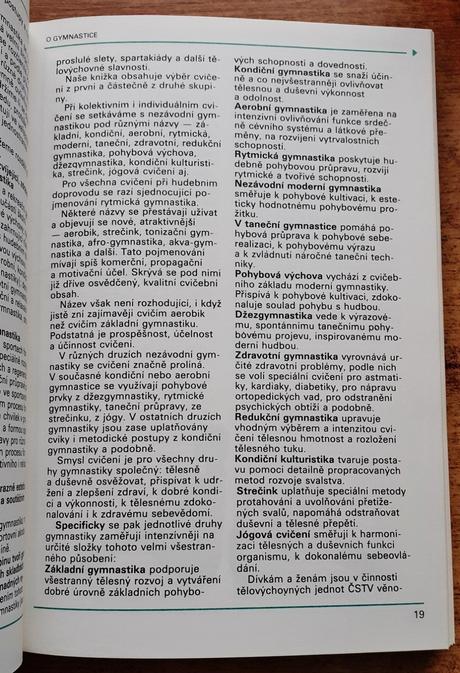 O GYMNASTICE
proslulé slety, spartakiády a další tě-
lovýchovné slavnosti.
Naše knížka obsahuje výběr cviče-
ní z první a částečně z druhé skupi-
ny.
Při kolektivním i individuálním cvi-
čení se setkáváme s nezávod gym-
nastikou pod různými názvy — zá-
kladní, kondiční, aerobní, rytmická,
moderní, taneční, zdravotní, redukční
gymnastika, pohybová výchova,
džezgymnastika, kondiční kulturisti-
ka, strečink, jógová cvičení aj.
Pro všechna cvičení při hudebním
doprovodu se razí sjednocující po-
jmenování rytmická gymnastika.
Některé názvy se přestávají užívat
a objevují se nové, atraktivnější
— aerobik, strečink, tonizační gym-
nastika, afro-gymnastika, akva-gym-
nastika a další. Tato pojmenování
mívají spíš komerční, propagační
a motivační účel. Skrývá se pod nimi
již dříve osvědčený, kvalitní cvičební
obsah.
Název však není rozhodující, i když
jistě zní zajímavěji cvičím aerobik
než cvičím základní gymnastiku.
Podstatná je prospěšnost, účelnost
a účinnost cvičení.
V různých druzích nezávodní gym-
nastiky se cvičení značně prolíná.
V současné kondiční nebo aerobní
gymnastice se využívají pohybové
prvky z džezgymnastiky, rytmické
gymnastiky, taneční průpravy, ze
strečinku, z jógy. V ostatních druzích
gymnastiky jsou zase uplatňovány
cviky i metodické postupy z kondiční
gymnastiky a podobně.
Smysl cvičení je pro všechny dru-
hy gymnastiky společný: tělesně
a duševně osvěžovat, přispívat k udr-
žení a zlepšení zdraví, k dobré kondi-
ci a výkonnosti, k tělesnému zdoko-
nalování i k zdravému sebevědomí.
Specificky se pak jednotlivé druhy
gymnastiky zaměřují intenzívněji na
určité složky tohoto velmi všestran-
ného působení:
Základní gymnastika podporuje
všestranný tělesný rozvoj a vytváření
dobré úrovně základních pohybo-
vých schopností a dovedností.
Kondiční gymnastika se snaží účin-
ně a co nejvšestranněji ovlivňovat
tělesnou a duševní výkonnost
a odolnost.
Aerobní gymnastika je zaměřena na
intenzívní ovlivňování funkce srdeč-
ně cévního systému a látkové pře-
měny, na rozvíjení vytrvalostních
schopností.
Rytmická gymnastika poskytuje hu-
debně pohybovou průpravu, rozvíjí
rytmické a tvořivé schopnosti.
Nezávodní moderní gymnastika
směřuje k pohybové kultivaci, k este-
ticky hodnotnému pohybovému pro-
žitku.
V taneční gymnastice pomáhá po-
hybová průprava k pohybové sebe-
realizaci, k pohybovému výrazu
a k zvládnutí náročné taneční tech-
niky.
Pohybová výchova vychází z cvičeb-
ního základu moderní gymnastiky.
Přispívá k pohybové kultivaci, zdoko-
naluje soulad pohybu s hudbou.
Džezgymnastika vede k výrazové-
mu, spontánnímu tanečnímu pohy-
bovému projevu, inspirovanému mo-
derní hudbou.
Zdravotní gymnastika vyrovnává ur-
čité zdravotní problémy, podle nich
se volí speciální cvičení pro astmati-
ky, kardiaky, diabetiky, pro nápravu
ortopedických vad, pro odstranění
psychických obtíží a podobně.
Redukční gymnastika upravuje
vhodným výběrem a intenzitou cvi-
čení tělesnou hmotnost a rozložení
tělesného tuku.
Kondiční kulturistika tvaruje posta-
vu pomocí detailně propracovaných
metod rozvoje svalstva.
Strečink uplatňuje speciální metody
protahování a uvolňování přetíže-
ných svalů, napomáhá odstraňovat
duševní a tělesné přepětí.
Jógová cvičení směřují k harmoni-
zaci tělesných a duševních funkcí
organismu, k dokonalému sebeovlá-
dání.
Dívkám a ženám jsou v činnosti
tělovýchovných jednot ČSTV věno-
19